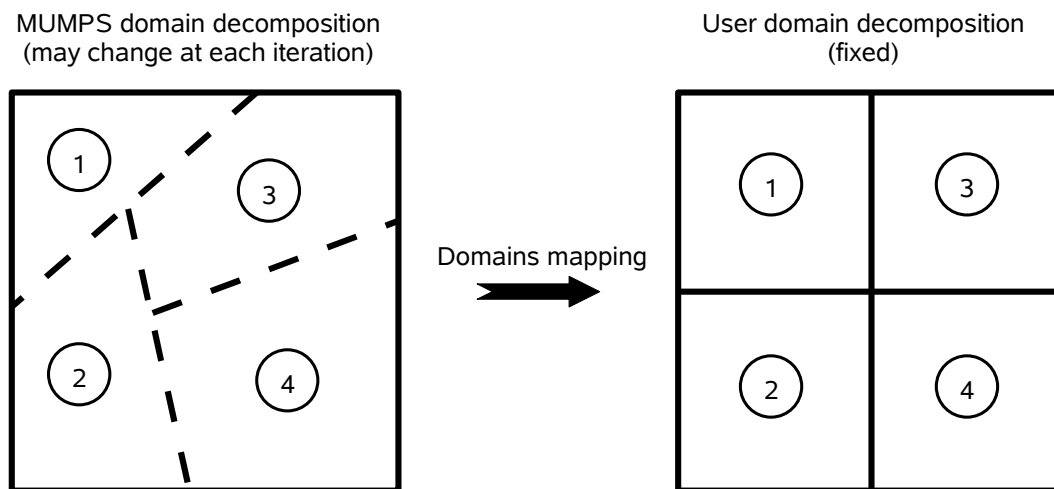 MUMPS domain decomposition
(may change at each iteration)
User domain decomposition
(fixed)
1
3
2
4
Domains mapping
1
3
2
4